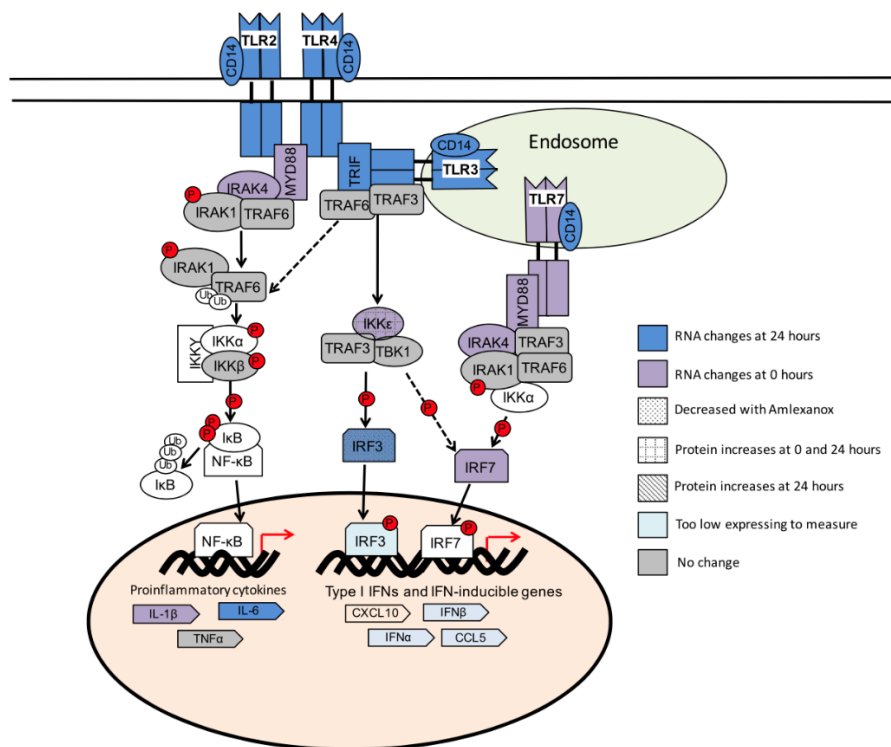 TLR2
TLR4
CD14
CD14
MYD88
TRIF
CD14
TLR3
Endosome
TLR7
CD14
IRAK4
P
IRAK1
TRAF6
TRAF6
TRAF3
P
IRAK1
TRAF6
Ub
Ub
MYD88
IKKε
TRAF3
TBK1
IRAK4
TRAF3
IRAK1
TRAF6
P
IKKα
IKKY
IKKα
P
IKKβ
P
P
P
P
P
P
P
IκB
NF-κB
Ub
Ub
Ub
IκB
IRF3
IRF7
NF-κB
IRF3
P
IRF7
P
Proinflammatory cytokines
IL-1β
IL-6
TNFα
Type I IFNs and IFN-inducible genes
CXCL10
IFNβ
IFNα
CCL5
RNA changes at 24 hours
RNA changes at 0 hours
Decreased with Amlexanox
Protein increases at 0 and 24 hours
Protein increases at 24 hours
Too low expressing to measure
No change